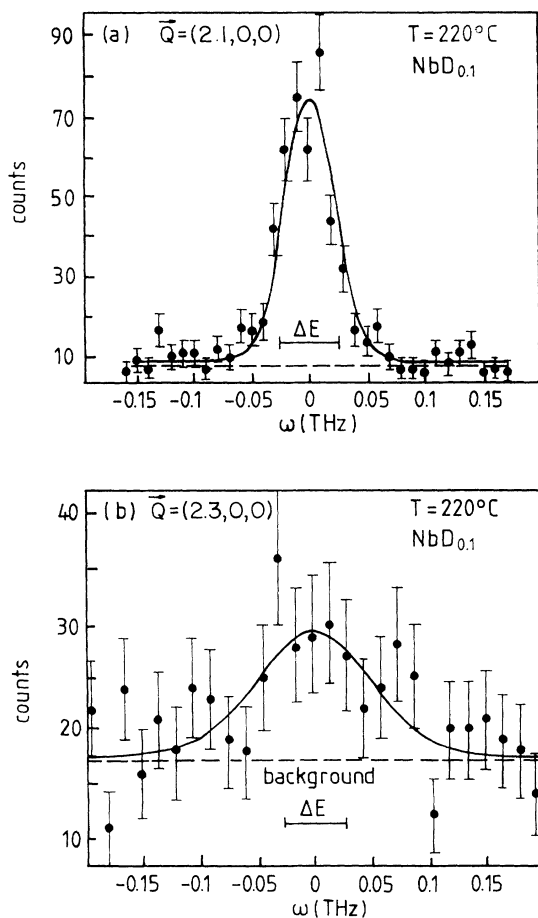 90
(a) Q⃗=(2.1,0,0) T=220°C
NbD₀.₁
70
counts
50
30
ΔE
10
-0.15 -0.1 -0.05 0 0.05 0.1 0.15
ω(THz)
40
(b) Q⃗=(2.3,0,0) T=220°C
NbD₀.₁
30
counts
20
background
ΔE
10
-0.15 -0.1 -0.05 0 0.05 0.1 0.15
ω(THz)